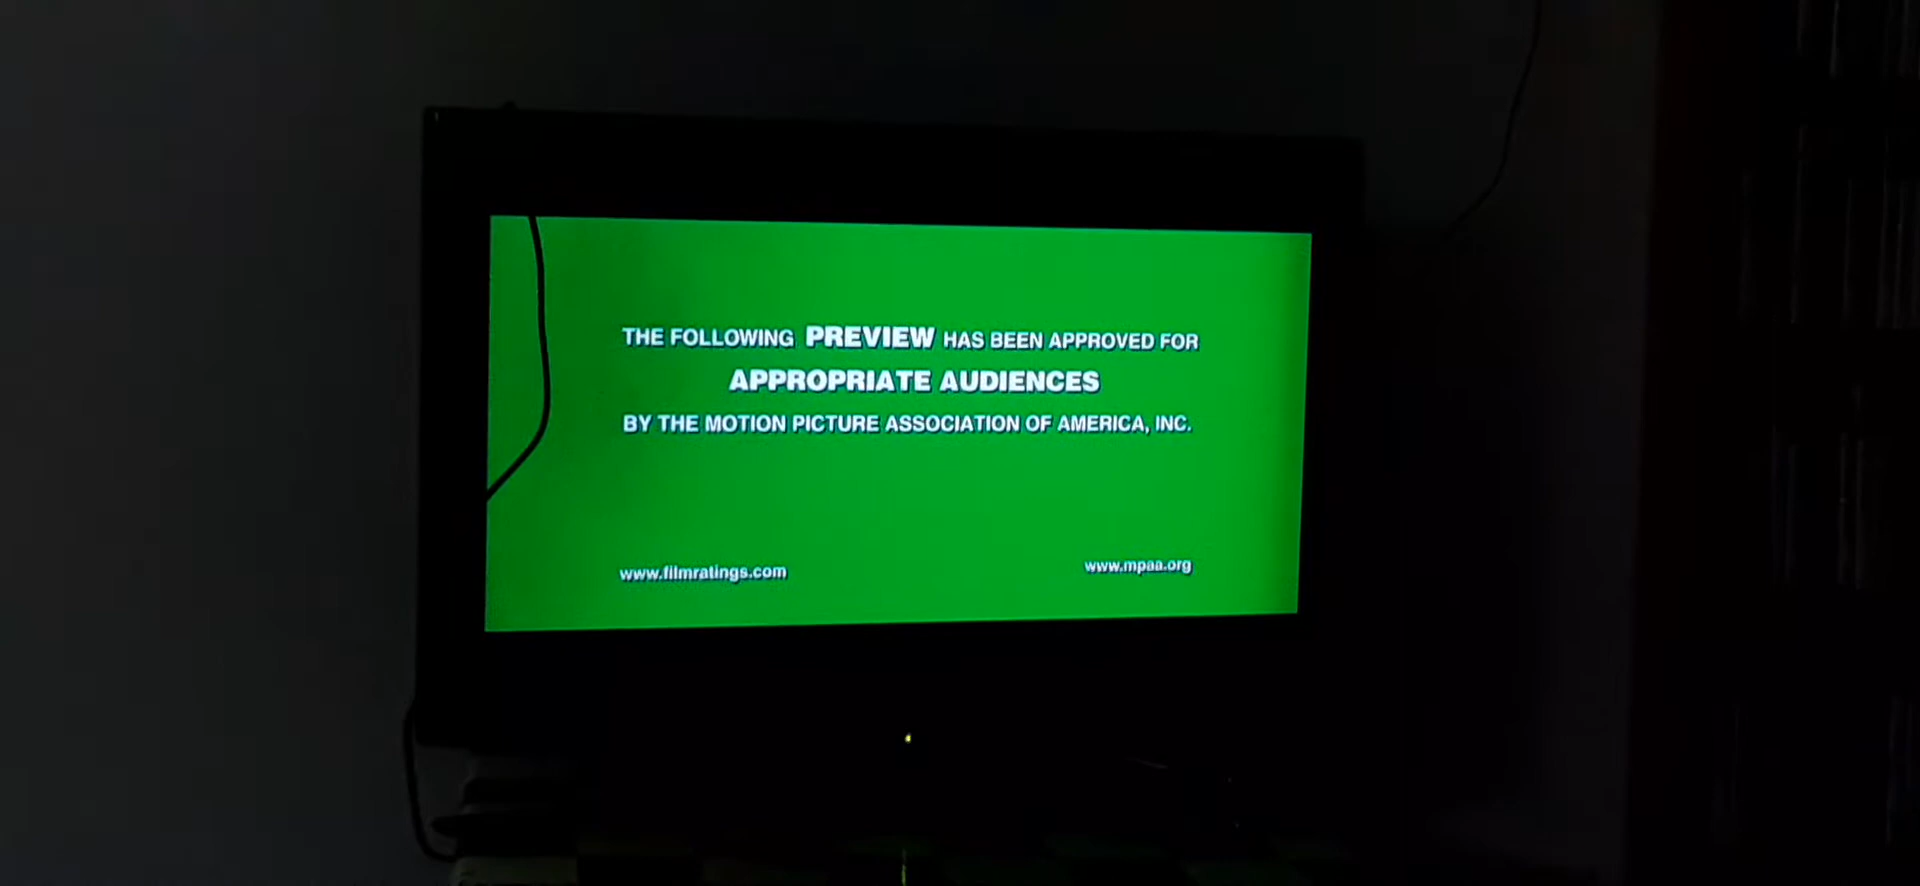 THE FOLLOWING PREVIEW HAS BEEN APPROVED FOR
APPROPRIATE AUDIENCES
BY THE MOTION PICTURE ASSOCIATION OF AMERICA, INC.
www.filmratings.com
www.mpaa.org